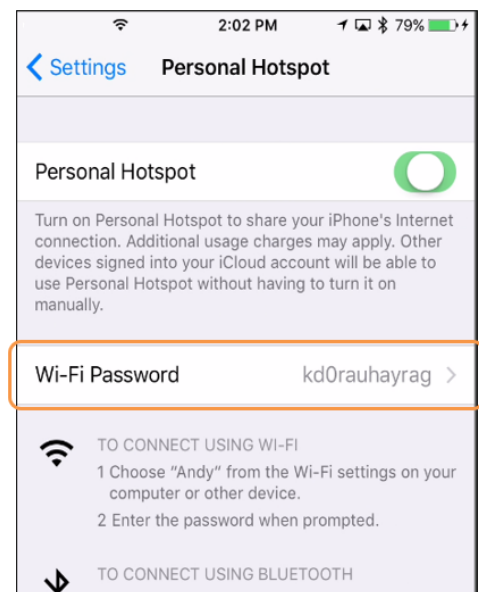 2:02 PM 79%
Settings Personal Hotspot
Personal Hotspot
Turn on Personal Hotspot to share your iPhone's Internet
connection. Additional usage charges may apply. Other
devices signed into your iCloud account will be able to
use Personal Hotspot without having to turn it on
manually.
Wi-Fi Password kd0rauhayrag
TO CONNECT USING WI-FI
1 Choose “Andy” from the Wi-Fi settings on your
computer or other device.
2 Enter the password when prompted.
TO CONNECT USING BLUETOOTH